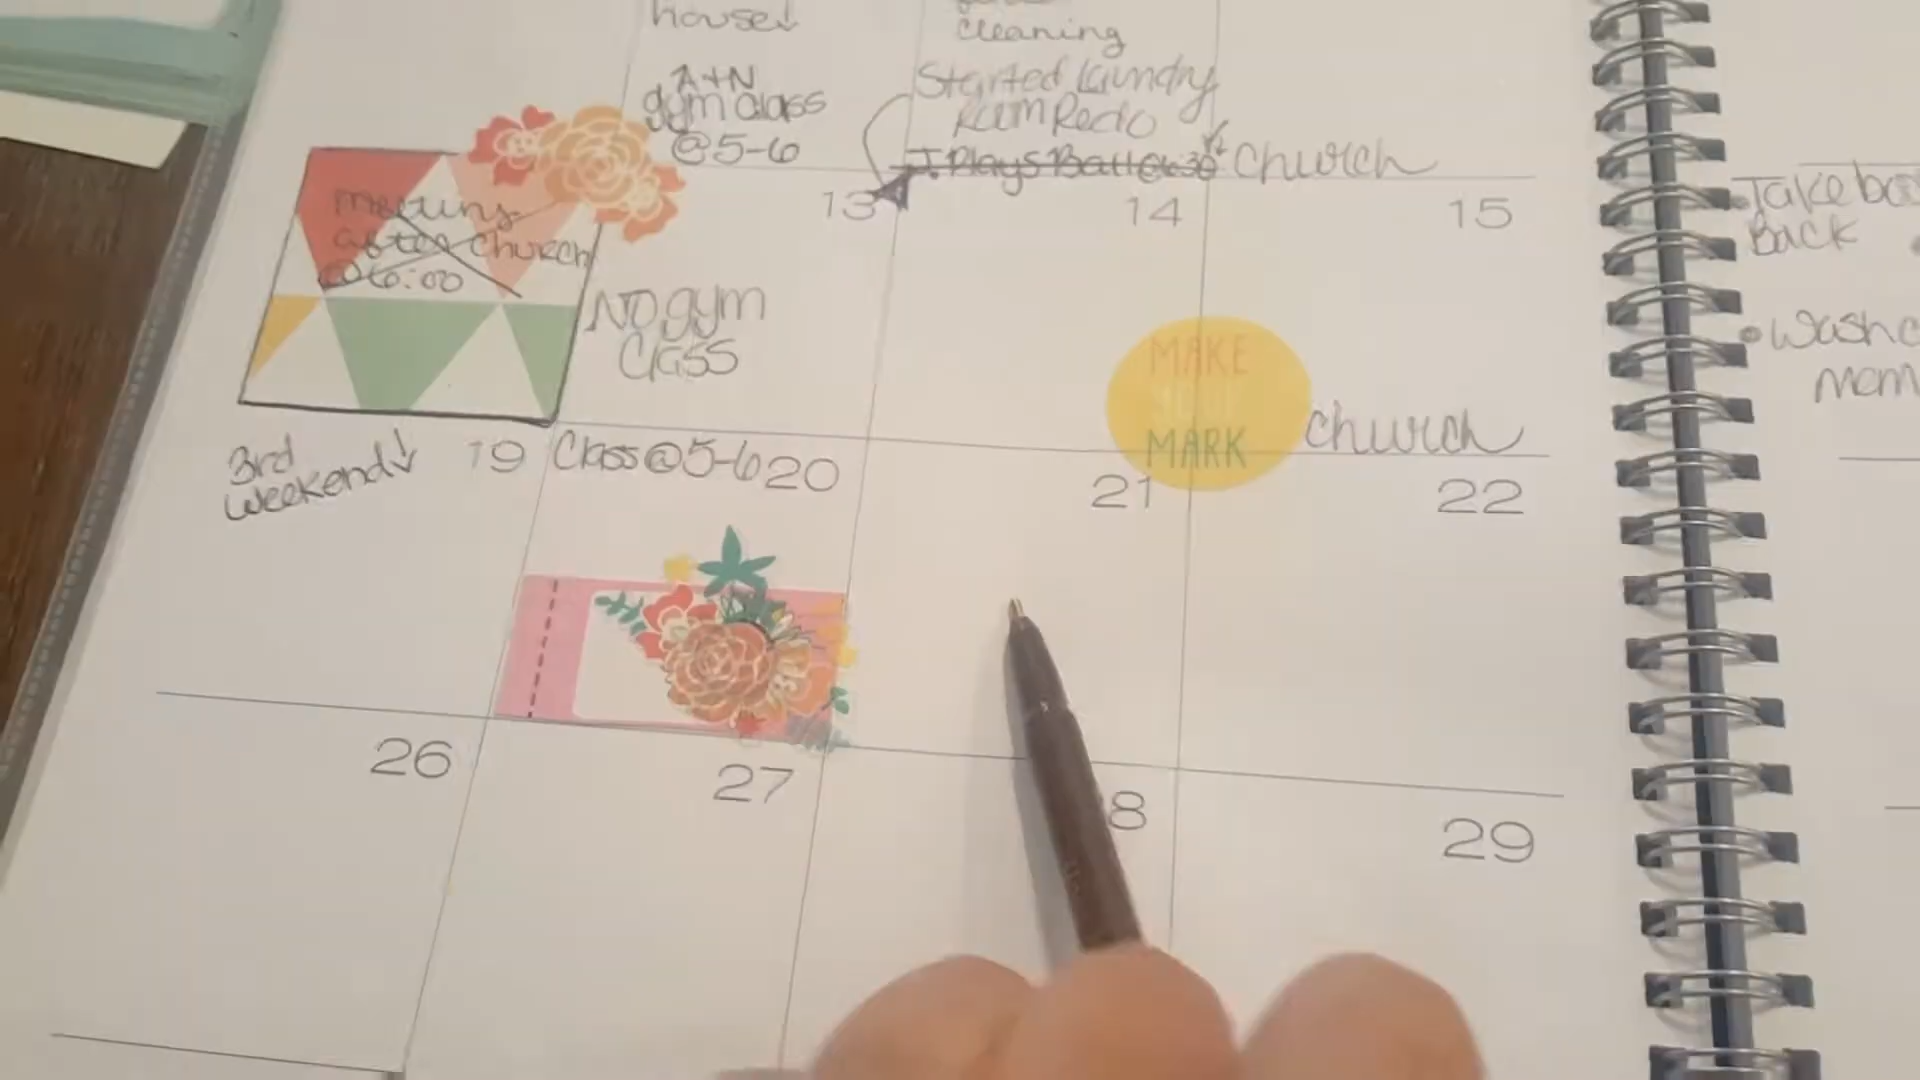 house↓
cleaning
A+N
gym class
@5-6
Started laundry
Room Redo
J. Plays Ball @6:30
Church
13
14
15
meeting
after church
@6:00
NO gym
Class
MAKE
YOUR
MARK
church
3rd
weekend↓
19
Class@5-6
20
21
22
26
27
8
29
Take
Back
• Wash
mom